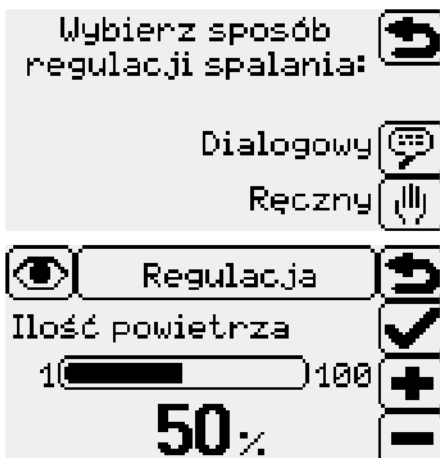 Wybierz sposób
regulacji spalania:
Dialogowy
Ręczny
Regulacja
Ilość powietrza
1 100
50%